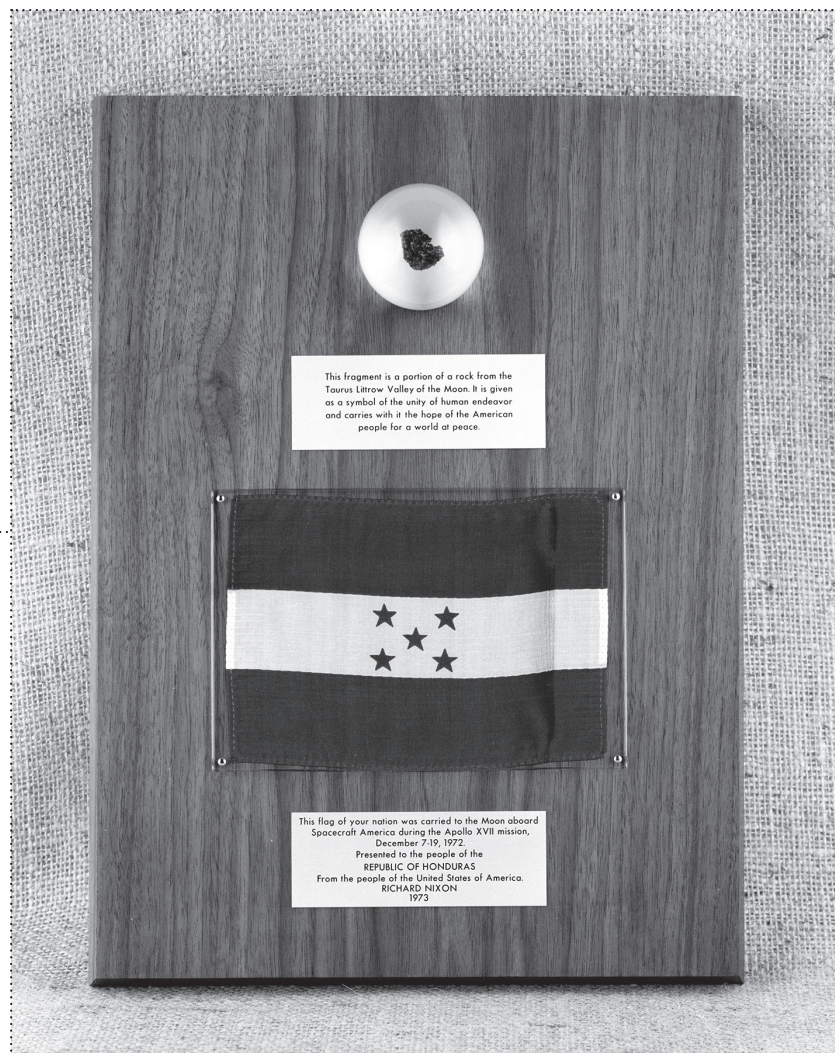 This fragment is a portion of a rock from the
Taurus Littrow Valley of the Moon. It is given
as a symbol of the unity of human endeavor
and carries with it the hope of the American
people for a world at peace.
This flag of your nation was carried to the Moon aboard
Spacecraft America during the Apollo XVII mission,
December 7-19, 1972.
Presented to the people of the
REPUBLIC OF HONDURAS
From the people of the United States of America.
RICHARD NIXON
1973